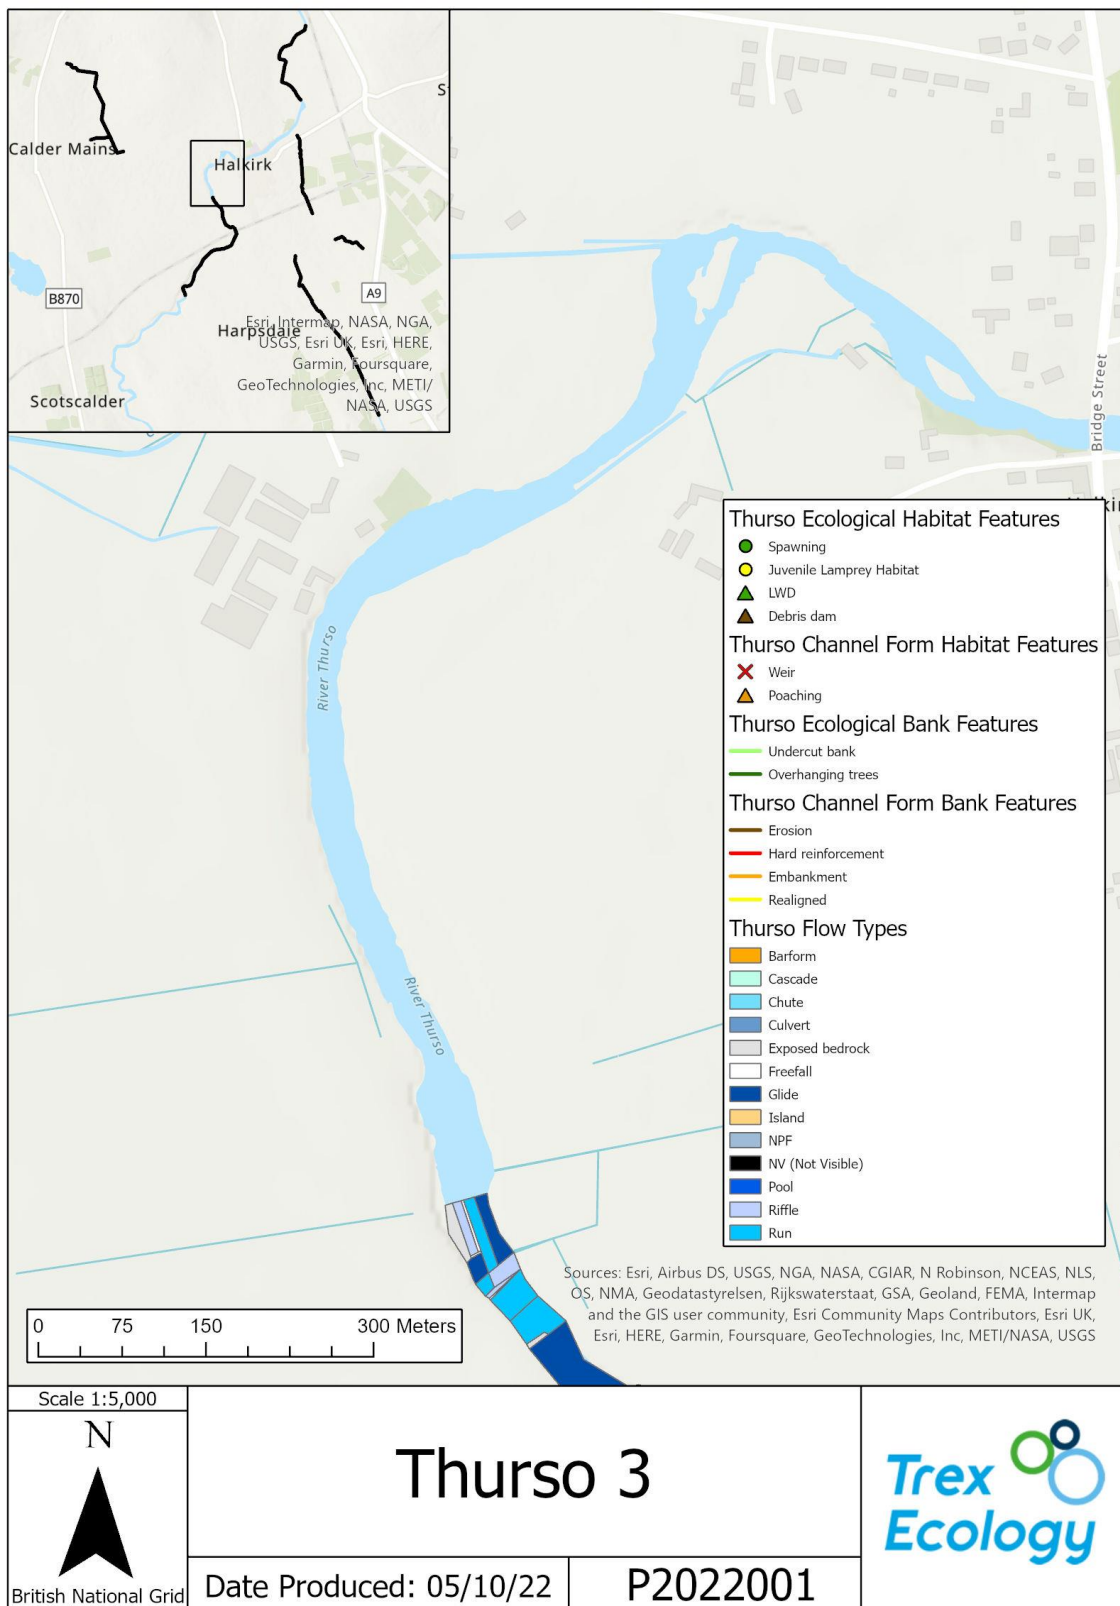 Calder Mains
Halkirk
B870
A9
Harpsdale
Scotscalder
Esri, Intermap, NASA, NGA,
USGS, Esri UK, Esri, HERE,
Garmin, Foursquare,
GeoTechnologies, Inc, METI/
NASA, USGS
Bridge Street
River Thurso
River Thurso
Thurso Ecological Habitat Features
Spawning
Juvenile Lamprey Habitat
LWD
Debris dam
Thurso Channel Form Habitat Features
Weir
Poaching
Thurso Ecological Bank Features
Undercut bank
Overhanging trees
Thurso Channel Form Bank Features
Erosion
Hard reinforcement
Embankment
Realigned
Thurso Flow Types
Barform
Cascade
Chute
Culvert
Exposed bedrock
Freefall
Glide
Island
NPF
NV (Not Visible)
Pool
Riffle
Run
Sources: Esri, Airbus DS, USGS, NGA, NASA, CGIAR, N Robinson, NCEAS, NLS,
OS, NMA, Geodatastyrelsen, Rijkswaterstaat, GSA, Geoland, FEMA, Intermap
and the GIS user community, Esri Community Maps Contributors, Esri UK,
Esri, HERE, Garmin, Foursquare, GeoTechnologies, Inc, METI/NASA, USGS
0 75 150 300 Meters
Scale 1:5,000
N
British National Grid
Thurso 3
Date Produced: 05/10/22
P2022001
Trex
Ecology